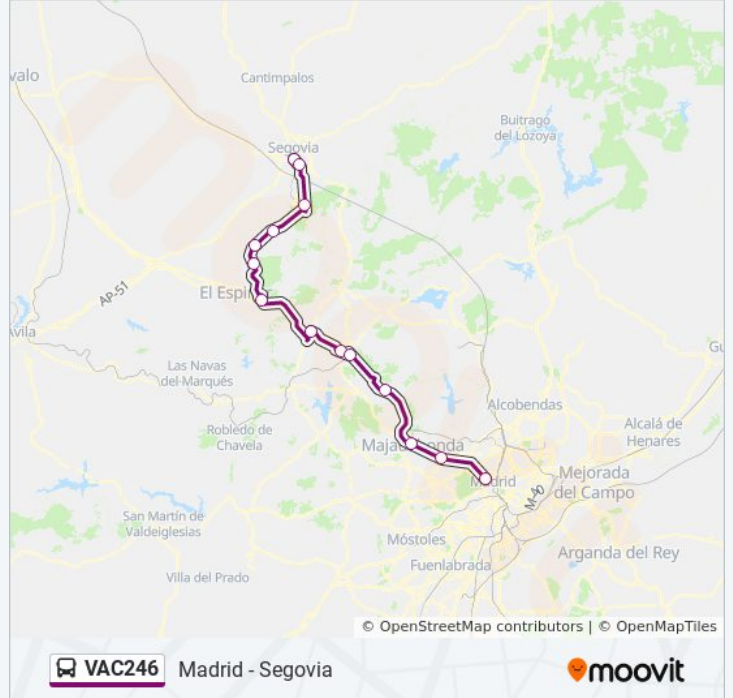 valo
Cantimpalos
Buitrago
del Lozoya
Segovia
AP-51
El Espinar
Ávila
Gu
Las Navas
del Marqués
Alcobendas
Robledo de
Chavela
Alcalá de
Henares
Majadahonda
Madrid
Mejorada
del Campo
M-40
San Martín de
Valdeiglesias
Móstoles
Arganda del Rey
Fuenlabrada
Villa del Prado
© OpenStreetMap contributors | © OpenMapTiles
VAC246 Madrid - Segovia
moovit